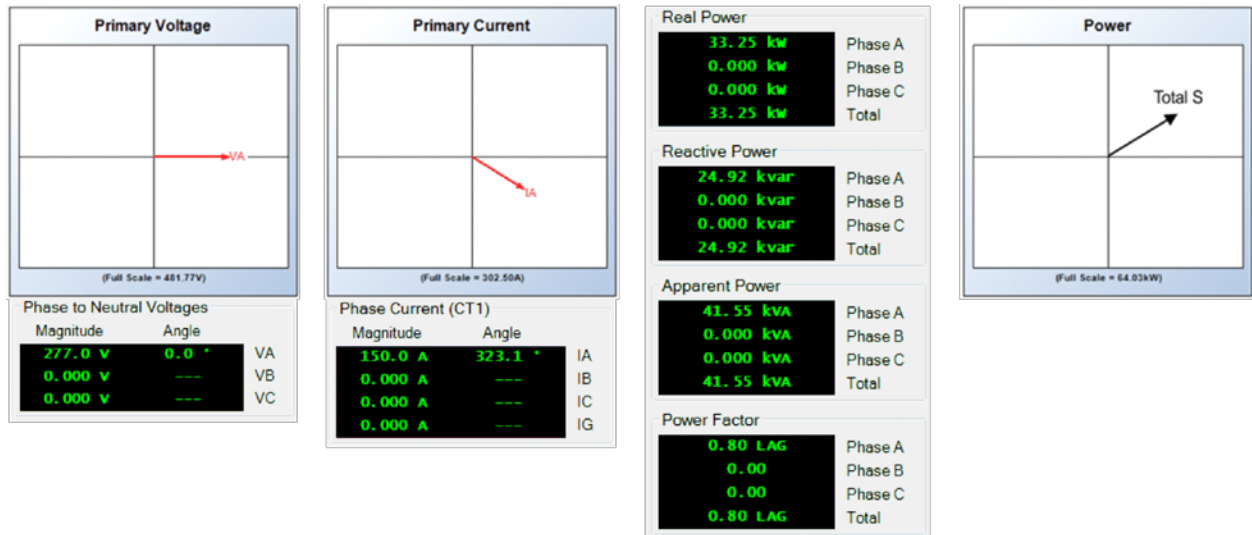 Primary Voltage
VA
(Full Scale = 481.77V)
Phase to Neutral Voltages
Magnitude Angle
277.0 V 0.0 ° VA
0.000 V --- VB
0.000 V --- VC
Primary Current
IA
(Full Scale = 302.50A)
Phase Current (CT1)
Magnitude Angle
150.0 A 323.1 ° IA
0.000 A --- IB
0.000 A --- IC
0.000 A --- IG
Real Power
33.25 kW Phase A
0.000 kW Phase B
0.000 kW Phase C
33.25 kW Total
Reactive Power
24.92 kvar Phase A
0.000 kvar Phase B
0.000 kvar Phase C
24.92 kvar Total
Apparent Power
41.55 kVA Phase A
0.000 kVA Phase B
0.000 kVA Phase C
41.55 kVA Total
Power Factor
0.80 LAG Phase A
0.00 Phase B
0.00 Phase C
0.80 LAG Total
Power
Total S
(Full Scale = 64.03kW)